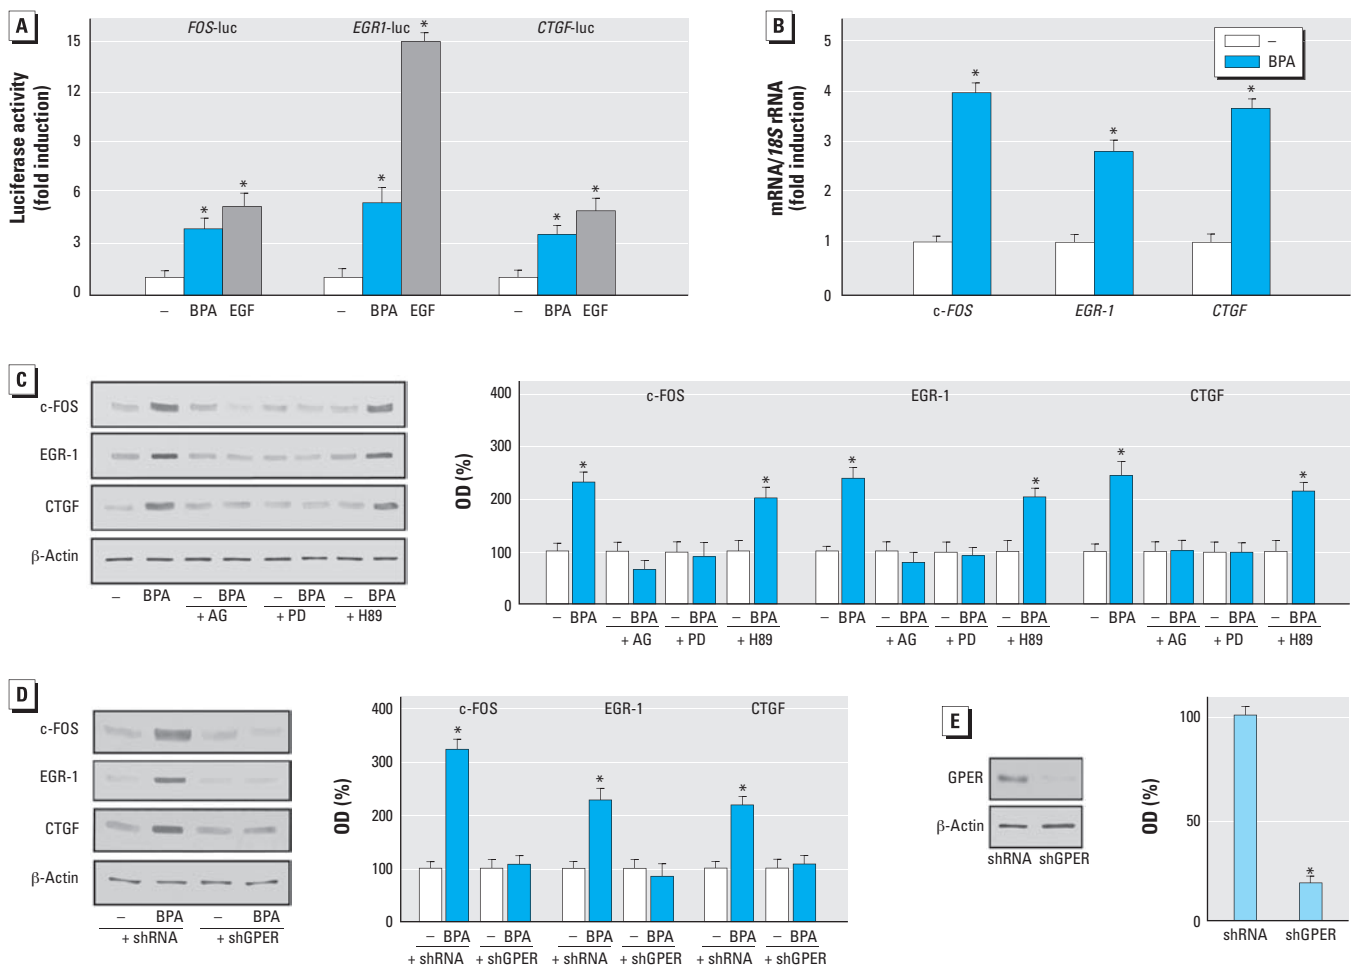 A
FOS-luc EGR1-luc CTGF-luc
Luciferase activity
(fold induction)
15
12
9
6
3
0
* * * * * *
– BPA EGF – BPA EGF – BPA EGF
B
mRNA/18S rRNA
(fold induction)
5
4
3
2
1
0
–
BPA
* * *
c-FOS EGR-1 CTGF
C
c-FOS
EGR-1
CTGF
β-Actin
– BPA – BPA – BPA – BPA
+ AG + PD + H89
OD (%)
400
300
200
100
0
c-FOS EGR-1 CTGF
* * * * * *
– BPA – BPA – BPA – BPA – BPA – BPA – BPA – BPA – BPA – BPA – BPA – BPA
+ AG + PD + H89 + AG + PD + H89 + AG + PD + H89
D
c-FOS
EGR-1
CTGF
β-Actin
– BPA – BPA
+ shRNA + shGPER
OD (%)
400
300
200
100
0
c-FOS EGR-1 CTGF
* * *
– BPA – BPA – BPA – BPA – BPA – BPA
+ shRNA + shGPER + shRNA + shGPER + shRNA + shGPER
E
GPER
β-Actin
shRNA shGPER
OD (%)
100
50
0
*
shRNA shGPER